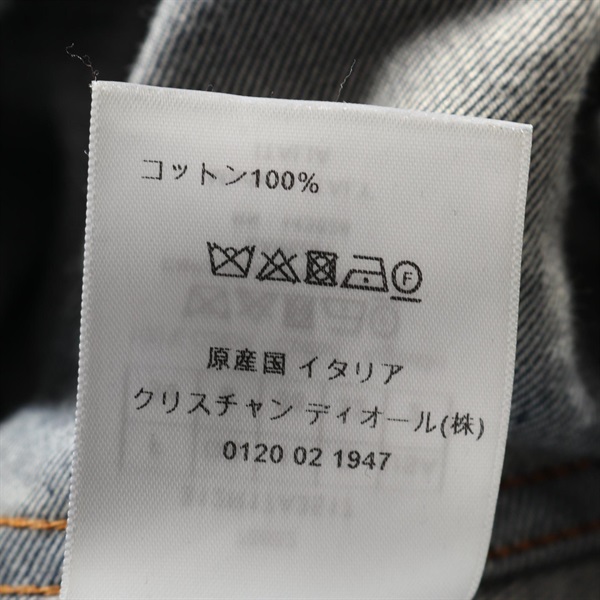 コットン100%
F
原産国 イタリア
クリスチャン ディオール(株)
0120 02 1947